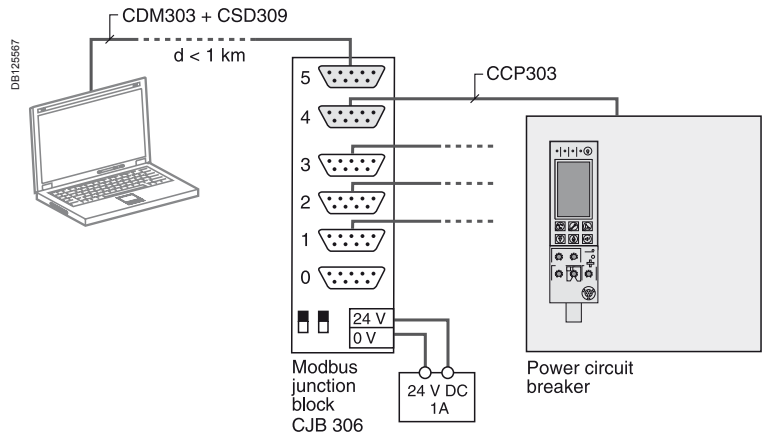 CDM303 + CSD309
DB125567
d < 1 km
5
CCP303
4
3
2
1
0
24 V
0 V
Modbus
junction
block
CJB 306
24 V DC
1A
Power circuit
breaker